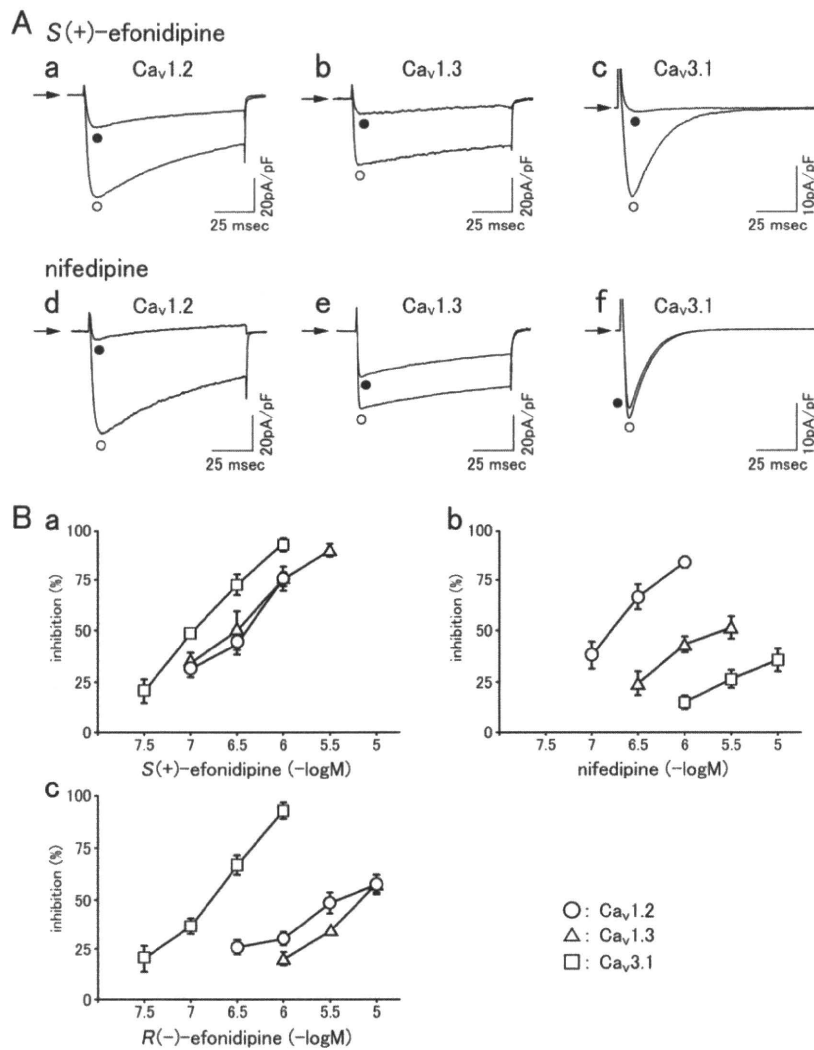 A
S(+)-efonidipine
a Cav1.2
b Cav1.3
c Cav3.1
20pA/pF
25 msec
20pA/pF
25 msec
10pA/pF
25 msec
nifedipine
d Cav1.2
e Cav1.3
f Cav3.1
20pA/pF
25 msec
20pA/pF
25 msec
10pA/pF
25 msec
B
a
100
75
50
25
0
inhibition (%)
7.5 7 6.5 6 5.5 5
S(+)-efonidipine (-logM)
b
100
75
50
25
0
inhibition (%)
7.5 7 6.5 6 5.5 5
nifedipine (-logM)
c
100
75
50
25
0
inhibition (%)
7.5 7 6.5 6 5.5 5
R(-)-efonidipine (-logM)
: Cav1.2
: Cav1.3
: Cav3.1